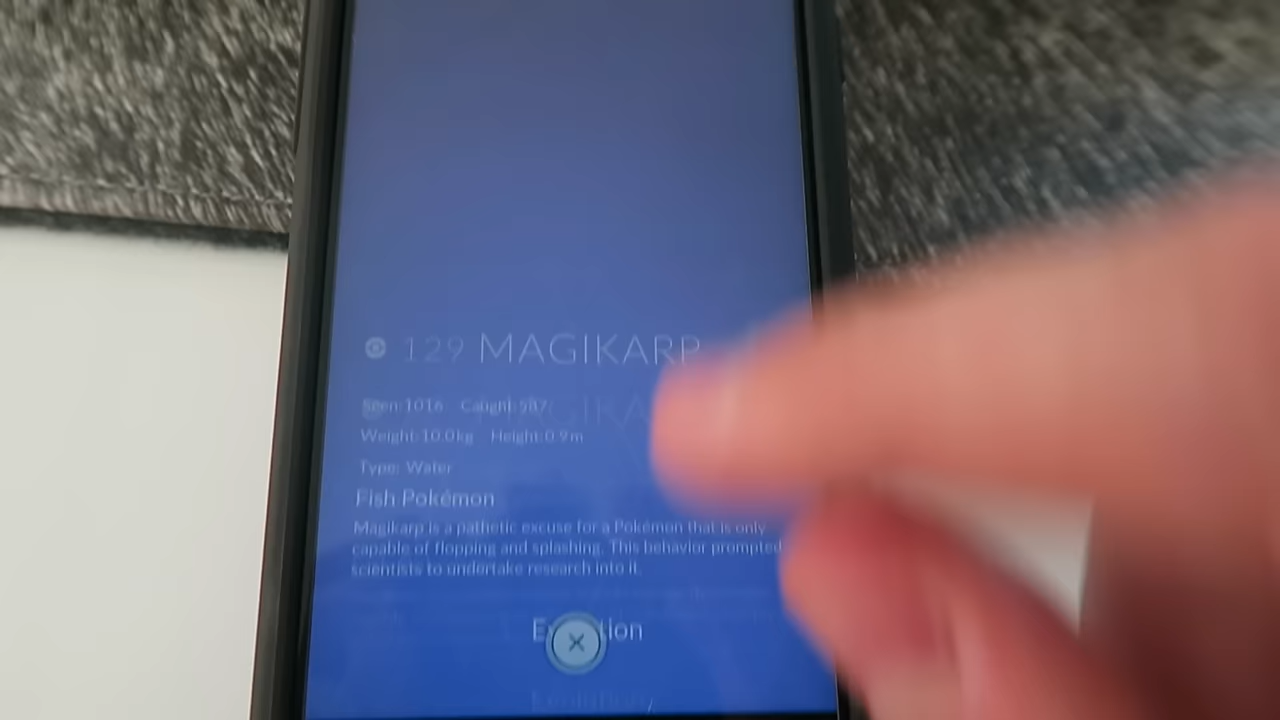 129 MAGIKARP
Seen:1016 Caught:587
Weight:10.0kg Height:0.9m
Type: Water
Fish Pokémon
Magikarp is a pathetic excuse for a Pokémon that is only
capable of flopping and splashing. This behavior prompted
scientists to undertake research into it.